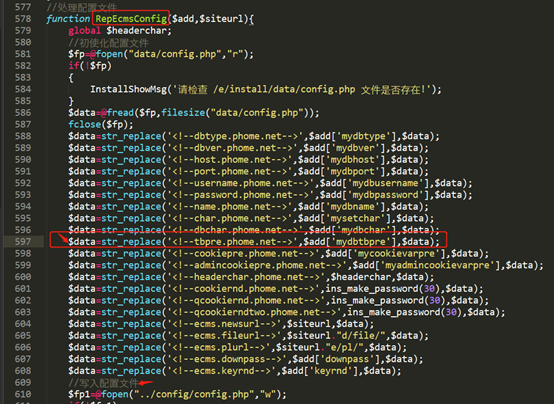 577 //处理配置文件
578 function RepEcmsConfig($add,$siteurl){
579 global $headerchar;
580 //初使化配置文件
581 $fp=@fopen("data/config.php","r");
582 if(!$fp)
583 {
584 InstallShowMsg('请检查 /e/install/data/config.php 文件是否存在!');
585 }
586 $data=@fread($fp,filesize("data/config.php"));
587 fclose($fp);
588 $data=str_replace('<!--dbtype.phome.net-->',$add['mydbtype'],$data);
589 $data=str_replace('<!--dbver.phome.net-->',$add['mydbver'],$data);
590 $data=str_replace('<!--host.phome.net-->',$add['mydbhost'],$data);
591 $data=str_replace('<!--port.phome.net-->',$add['mydbport'],$data);
592 $data=str_replace('<!--username.phome.net-->',$add['mydbusername'],$data);
593 $data=str_replace('<!--password.phome.net-->',$add['mydbpassword'],$data);
594 $data=str_replace('<!--name.phome.net-->',$add['mydbname'],$data);
595 $data=str_replace('<!--char.phome.net-->',$add['mysetchar'],$data);
596 $data=str_replace('<!--dbchar.phome.net-->',$add['mydbchar'],$data);
597 $data=str_replace('<!--tbpre.phome.net-->',$add['mydbtbpre'],$data);
598 $data=str_replace('<!--cookiepre.phome.net-->',$add['mycookievarpre'],$data);
599 $data=str_replace('<!--admincookiepre.phome.net-->',$add['myadmincookievarpre'],$data);
600 $data=str_replace('<!--headerchar.phome.net-->',$headerchar,$data);
601 $data=str_replace('<!--cookiernd.phome.net-->',ins_make_password(30),$data);
602 $data=str_replace('<!--qcookiernd.phome.net-->',ins_make_password(30),$data);
603 $data=str_replace('<!--qcookierndtwo.phome.net-->',ins_make_password(30),$data);
604 $data=str_replace('<!--ecms.newsurl-->',$siteurl,$data);
605 $data=str_replace('<!--ecms.fileurl-->',$siteurl."d/file/",$data);
606 $data=str_replace('<!--ecms.plurl-->',$siteurl."e/pl/",$data);
607 $data=str_replace('<!--ecms.downpass-->',$add['downpass'],$data);
608 $data=str_replace('<!--ecms.keyrnd-->',$add['keyrnd'],$data);
609 //写入配置文件
610 $fp1=@fopen("../config/config.php","w");